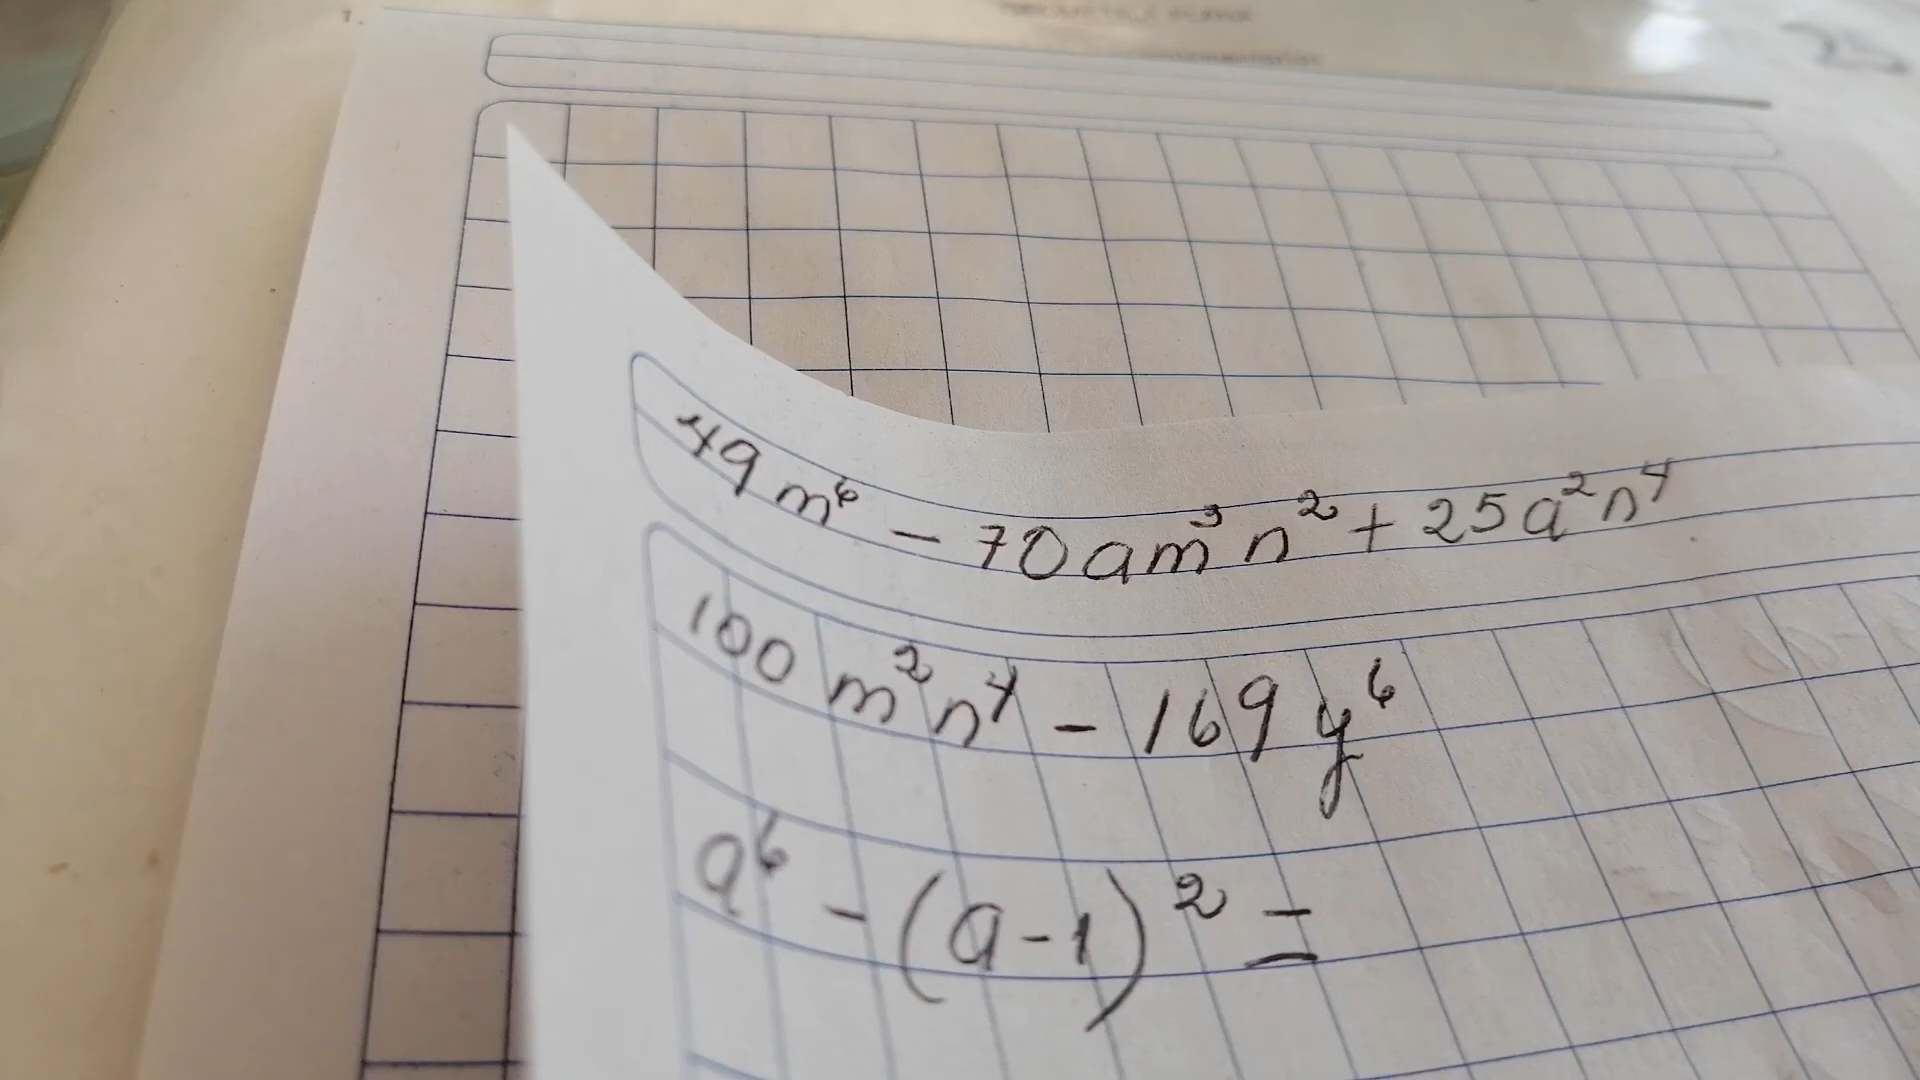 49m⁶ - 70am³n² + 25a²n⁴
100m²n⁴ - 169y⁶
a⁶ - (a-1)² =